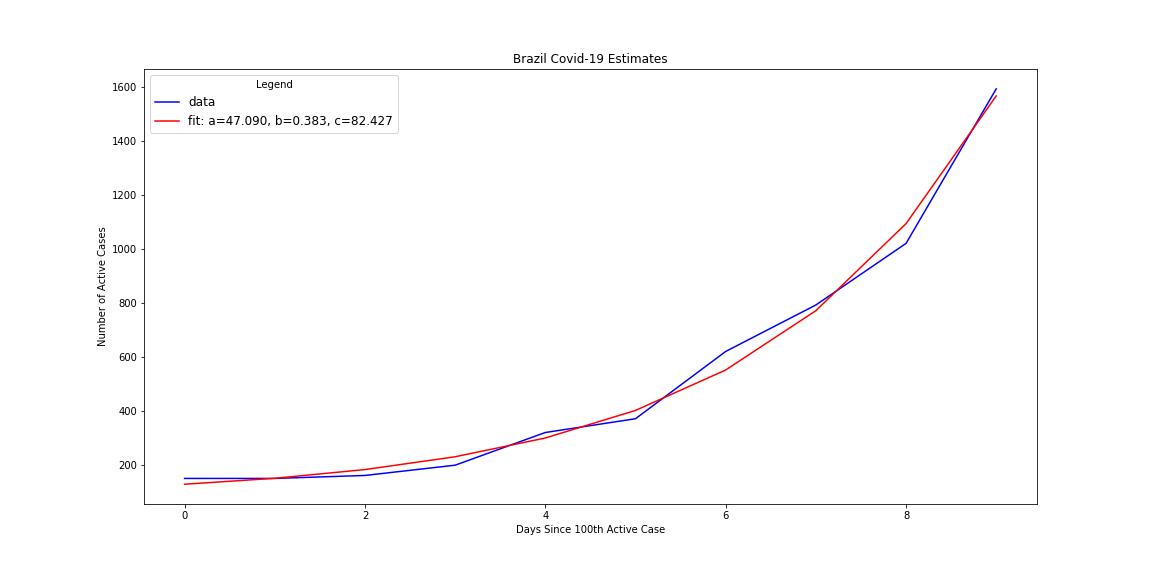 Brazil Covid-19 Estimates
Legend
data
fit: a=47.090, b=0.383, c=82.427
Number of Active Cases
1600
1400
1200
1000
800
600
400
200
0 2 4 6 8
Days Since 100th Active Case